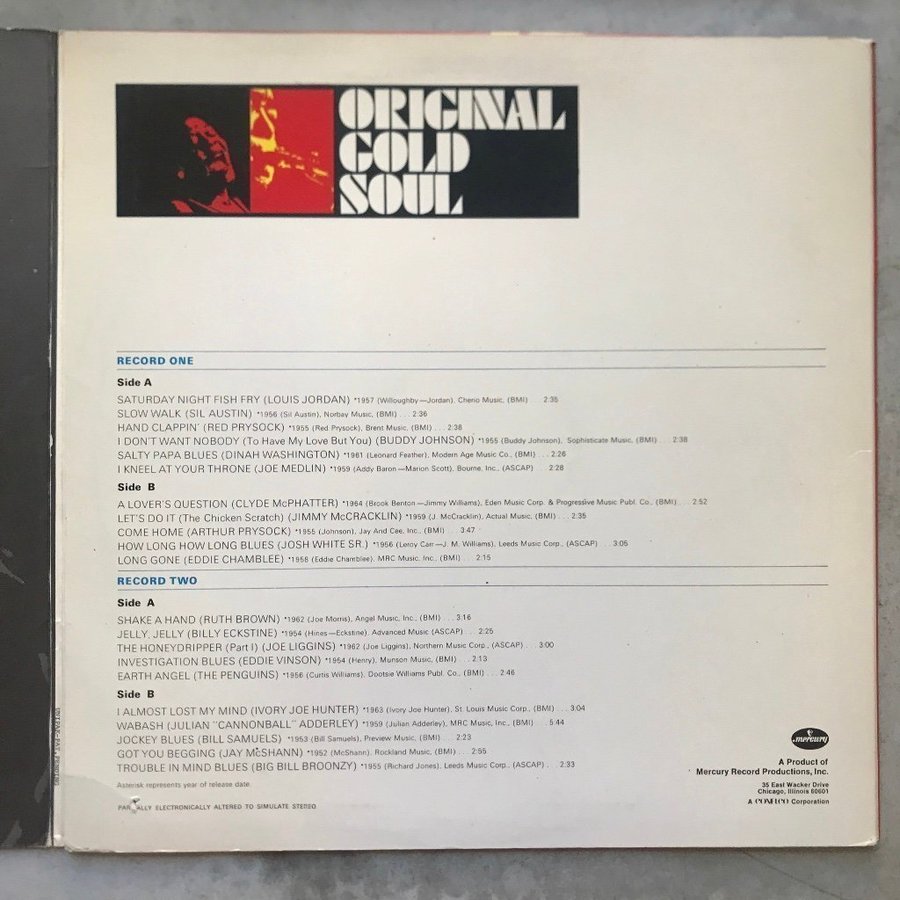 ORIGINAL
GOLD
SOUL
RECORD ONE
Side A
SATURDAY NIGHT FISH FRY (LOUIS JORDAN) *1957 (Willoughby—Jordan), Cherio Music, (BMI) . . . 2:35
SLOW WALK (SIL AUSTIN) *1956 (Sil Austin), Norbay Music, (BMI) . . . 2:36
HAND CLAPPIN' (RED PRYSOCK) *1955 (Red Prysock), Brent Music, (BMI) . . . 2:38
I DON'T WANT NOBODY (To Have My Love But You) (BUDDY JOHNSON) *1955 (Buddy Johnson), Sophisticate Music, (BMI) . . . 2:38
SALTY PAPA BLUES (DINAH WASHINGTON) *1961 (Leonard Feather), Modern Age Music Co., (BMI) . . . 2:26
I KNEEL AT YOUR THRONE (JOE MEDLIN) *1959 (Addy Baron—Marion Scott), Bourne, Inc., (ASCAP) . . . 2:28
Side B
A LOVER'S QUESTION (CLYDE McPHATTER) *1964 (Brook Benton—Jimmy Williams), Eden Music Corp. & Progressive Music Publ. Co., (BMI) . . . 2:52
LET'S DO IT (The Chicken Scratch) (JIMMY McCRACKLIN) *1959 (J. McCracklin), Actual Music, (BMI) . . . 2:35
COME HOME (ARTHUR PRYSOCK) *1955 (Johnson), Jay And Cee, Inc., (BMI) . . . 3:47
HOW LONG HOW LONG BLUES (JOSH WHITE SR.) *1956 (Leroy Carr—J. M. Williams), Leeds Music Corp., (ASCAP) . . . 3:05
LONG GONE (EDDIE CHAMBLEE) *1958 (Eddie Chamblee), MRC Music, Inc., (BMI) . . . 2:15
RECORD TWO
Side A
SHAKE A HAND (RUTH BROWN) *1962 (Joe Morris), Angel Music, Inc., (BMI) . . . 3:16
JELLY, JELLY (BILLY ECKSTINE) *1954 (Hines—Eckstine), Advanced Music (ASCAP) . . . 2:25
THE HONEYDRIPPER (Part I) (JOE LIGGINS) *1962 (Joe Liggins), Northern Music Corp., (ASCAP) . . . 3:00
INVESTIGATION BLUES (EDDIE VINSON) *1954 (Henry), Munson Music, (BMI) . . . 2:13
EARTH ANGEL (THE PENGUINS) *1956 (Curtis Williams), Dootsie Williams Publ. Co., (BMI) . . . 2:46
Side B
I ALMOST LOST MY MIND (IVORY JOE HUNTER) *1963 (Ivory Joe Hunter), St. Louis Music Corp., (BMI) . . . 3:04
WABASH (JULIAN "CANNONBALL" ADDERLEY) *1959 (Julian Adderley), MRC Music, Inc., (BMI) . . . 5:44
JOCKEY BLUES (BILL SAMUELS) *1953 (Bill Samuels), Preview Music, (BMI) . . . 2:23
GOT YOU BEGGING (JAY McSHANN) *1952 (McShann), Rockland Music, (BMI) . . . 2:55
TROUBLE IN MIND BLUES (BIG BILL BROONZY) *1955 (Richard Jones), Leeds Music Corp., (ASCAP) . . . 2:33
Asterisk represents year of release date.
PARTIALLY ELECTRONICALLY ALTERED TO SIMULATE STEREO
mercury
A Product of
Mercury Record Productions, Inc.
35 East Wacker Drive
Chicago, Illinois 60601
A CONELCO Corporation